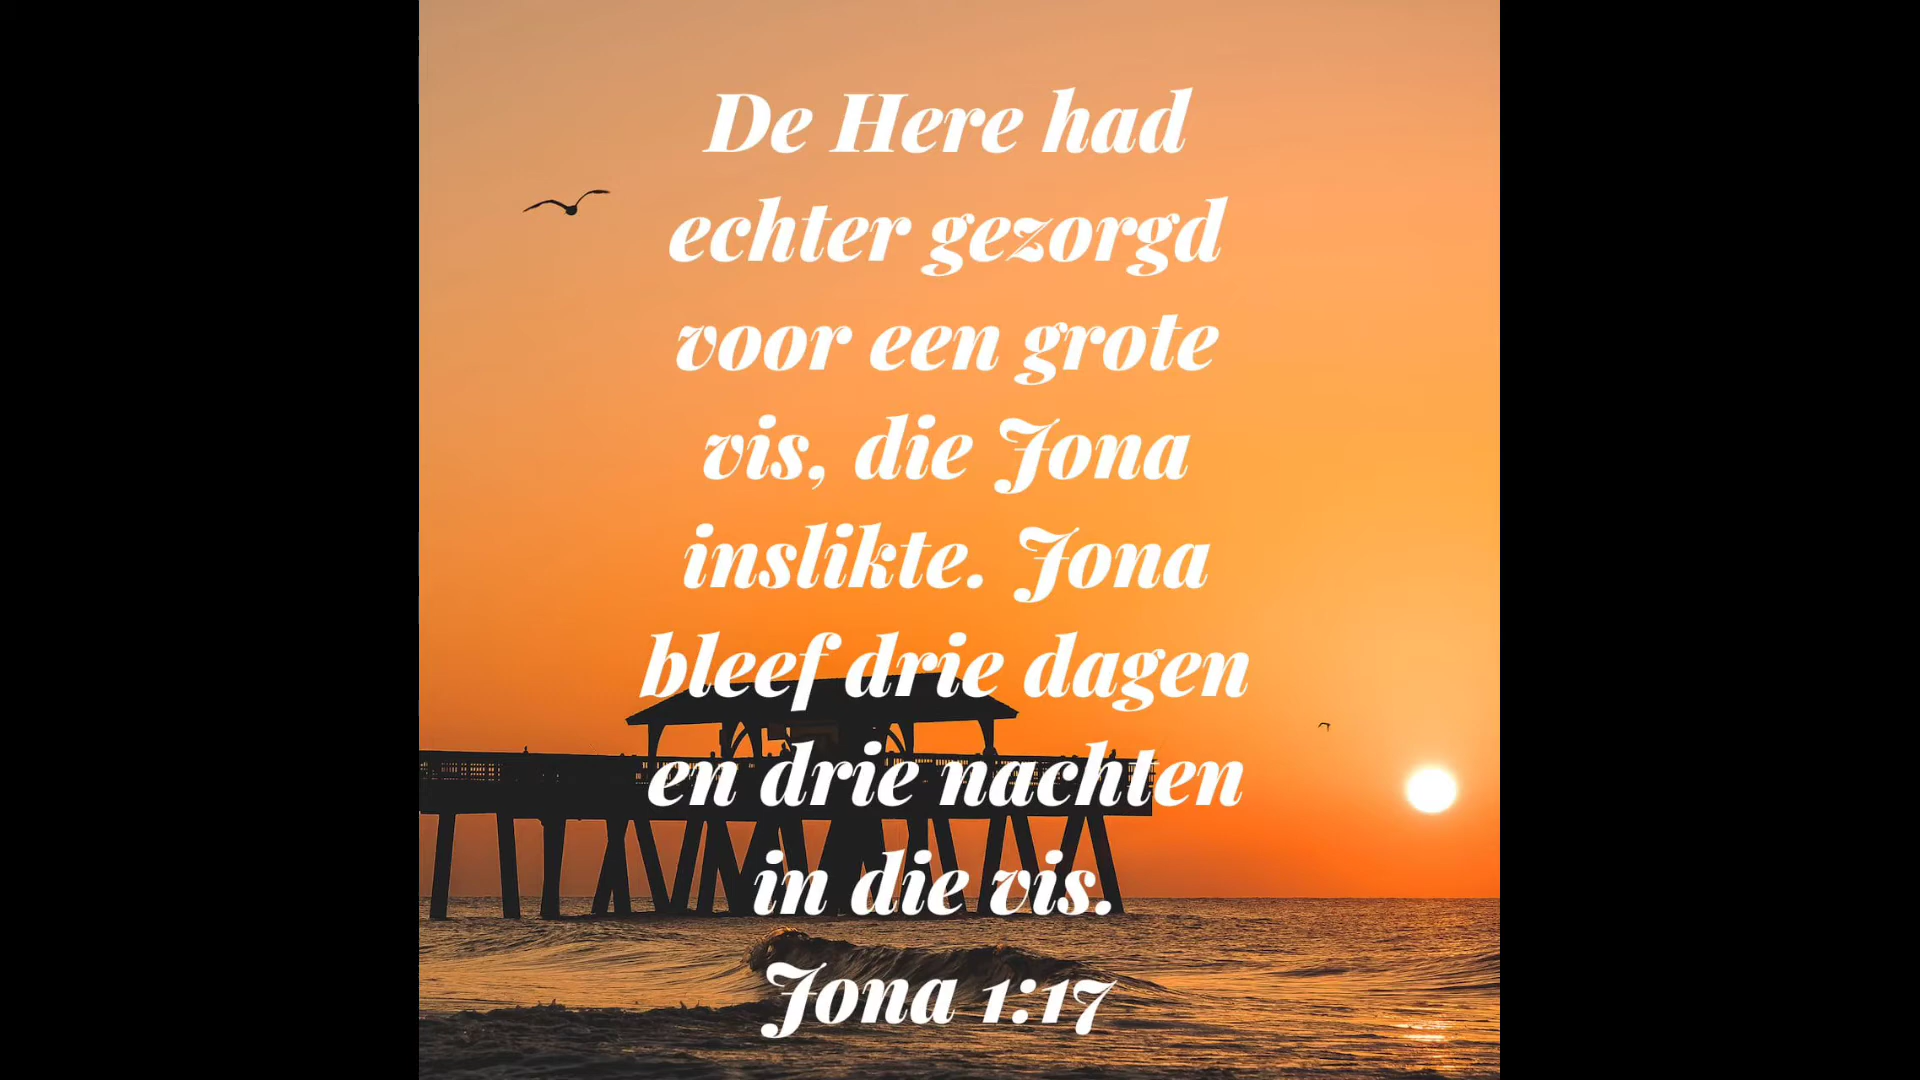 De Here had
echter gezorgd
voor een grote
vis, die Jona
inslikte. Jona
bleef drie dagen
en drie nachten
in die vis.
Jona 1:17